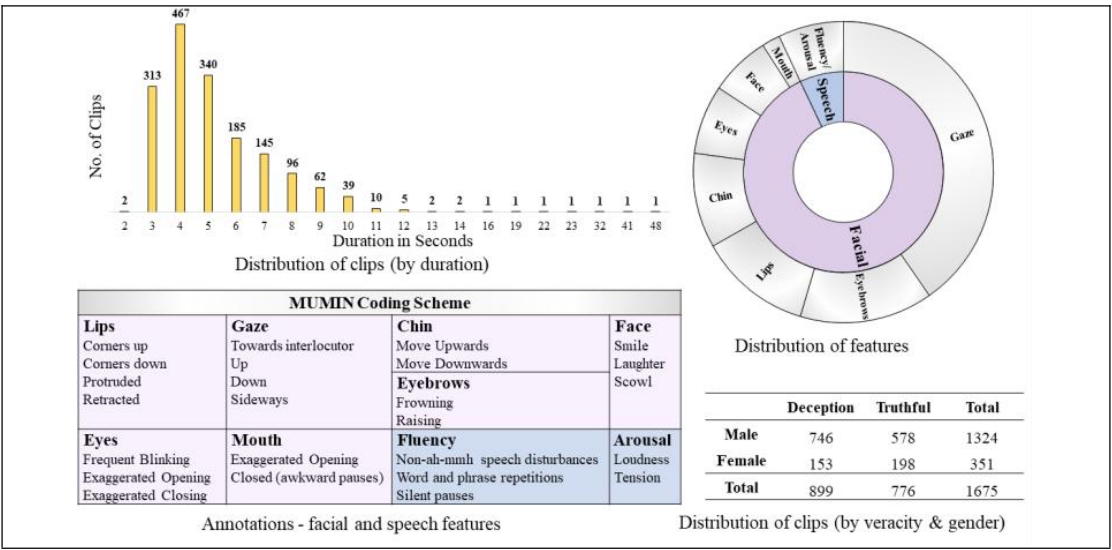 No. of Clips
2 313 467 340 185 145 96 62 39 10 5 2 2 1 1 1 1 1 1 1
2 3 4 5 6 7 8 9 10 11 12 13 14 16 19 22 23 32 41 48
Duration in Seconds
Distribution of clips (by duration)
Gaze
Eyebrows
Lips
Chin
Eyes
Face
Mouth
Fluency/
Arousal
Speech
Facial
Distribution of features
MUMIN Coding Scheme
Lips
Corners up
Corners down
Protruded
Retracted
Gaze
Towards interlocutor
Up
Down
Sideways
Chin
Move Upwards
Move Downwards
Eyebrows
Frowning
Raising
Face
Smile
Laughter
Scowl
Eyes
Frequent Blinking
Exaggerated Opening
Exaggerated Closing
Mouth
Exaggerated Opening
Closed (awkward pauses)
Fluency
Non-ah-mmh speech disturbances
Word and phrase repetitions
Silent pauses
Arousal
Loudness
Tension
Annotations - facial and speech features
Deception Truthful Total
Male 746 578 1324
Female 153 198 351
Total 899 776 1675
Distribution of clips (by veracity & gender)